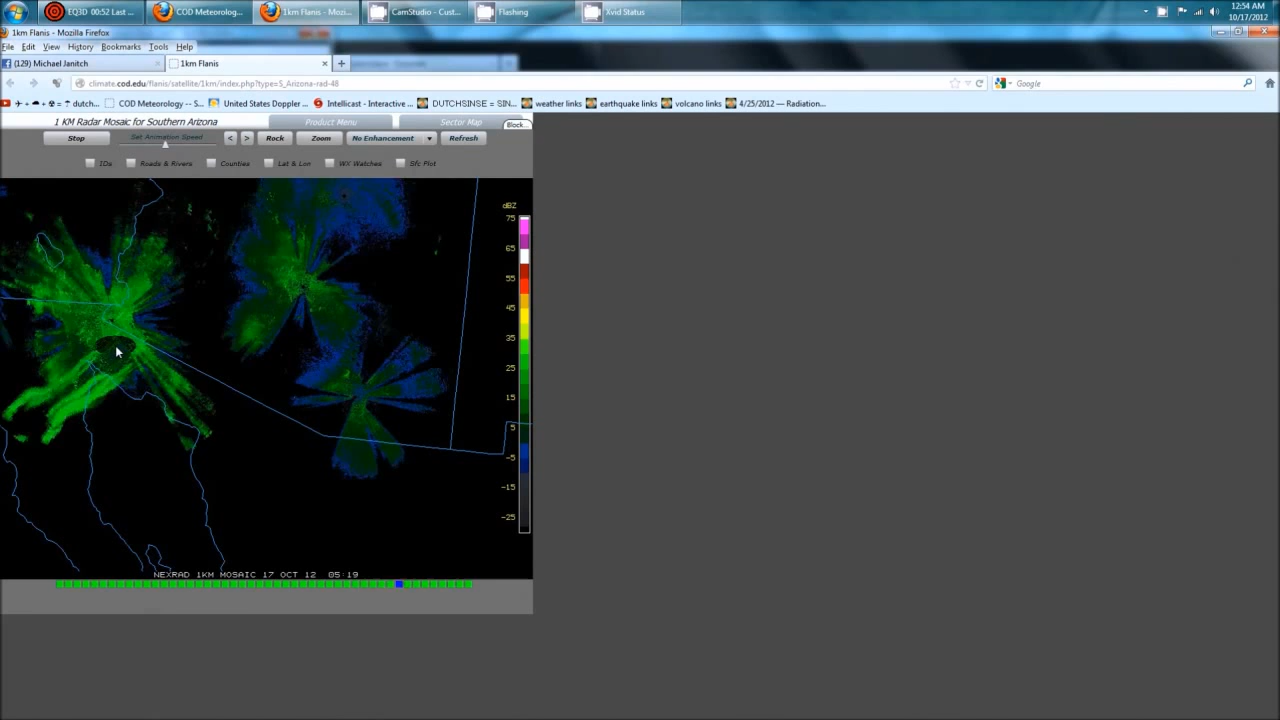 EQ3D 00:52 Last ...
COD Meteorolog...
1km Flanis - Mozi...
CamStudio - Cust...
Flashing
Xvid Status
12:54 AM
10/17/2012
1km Flanis - Mozilla Firefox
File Edit View History Bookmarks Tools Help
(129) Michael Janitch
1km Flanis
climate.cod.edu/flanis/satellite/1km/index.php?type=S_Arizona-rad-48
Google
dutch...
COD Meteorology -- S...
United States Doppler ...
Intellicast - Interactive ...
DUTCHSINSE = SIN...
weather links
earthquake links
volcano links
4/25/2012 — Radiation...
1 KM Radar Mosaic for Southern Arizona
Product Menu
Sector Map
Block...
Stop
Set Animation Speed
< >
Rock
Zoom
No Enhancement
Refresh
IDs
Roads & Rivers
Counties
Lat & Lon
WX Watches
Sfc Plot
dBZ
75
65
55
45
35
25
15
5
-5
-15
-25
NEXRAD 1KM MOSAIC 17 OCT 12 05:19